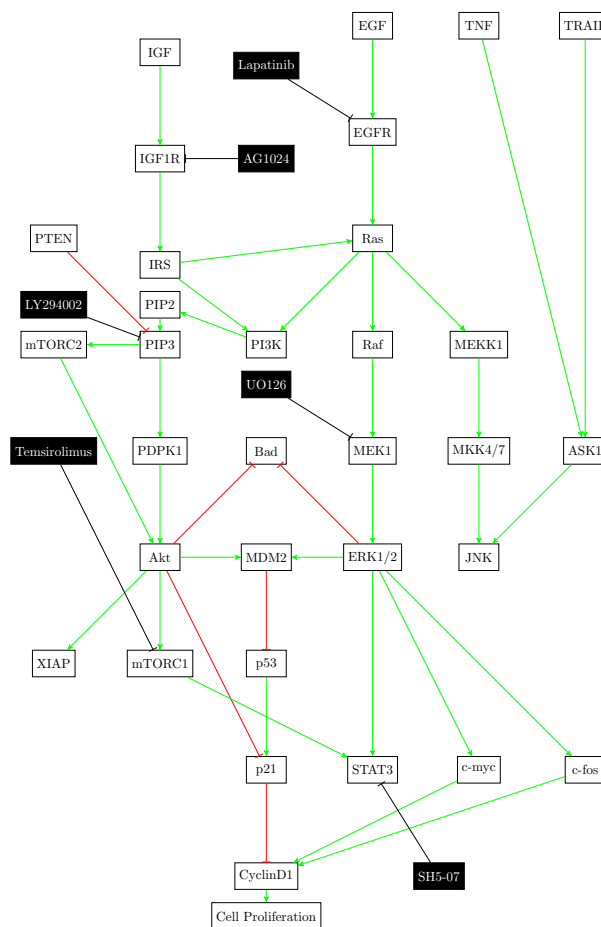 EGF
TNF
TRAIL
IGF
Lapatinib
EGFR
IGF1R
AG1024
PTEN
Ras
IRS
LY294002
PIP2
mTORC2
PIP3
PI3K
Raf
MEKK1
UO126
Temsirolimus
PDPK1
Bad
MEK1
MKK4/7
ASK1
Akt
MDM2
ERK1/2
JNK
XIAP
mTORC1
p53
p21
STAT3
c-myc
c-fos
CyclinD1
SH5-07
Cell Proliferation